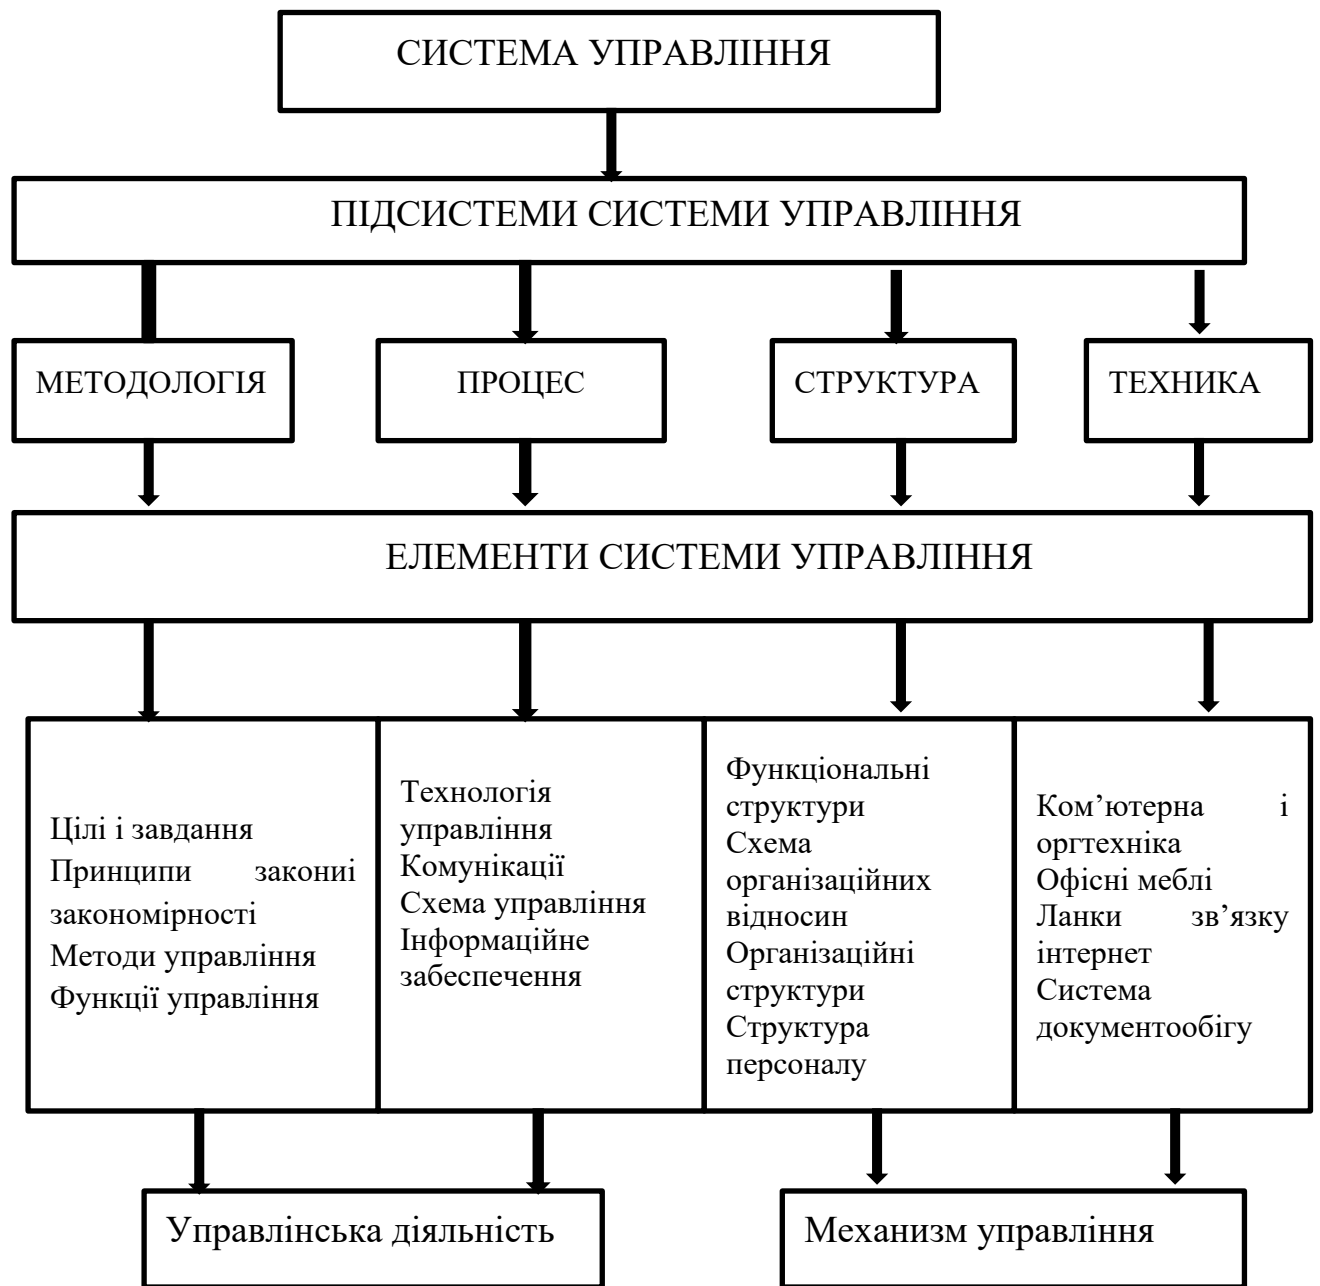 СИСТЕМА УПРАВЛІННЯ
ПІДСИСТЕМИ СИСТЕМИ УПРАВЛІННЯ
МЕТОДОЛОГІЯ
ПРОЦЕС
СТРУКТУРА
ТЕХНИКА
ЕЛЕМЕНТИ СИСТЕМИ УПРАВЛІННЯ
Цілі і завдання
Принципи закониі
закономірності
Методи управління
Функції управління
Технологія
управління
Комунікації
Схема управління
Інформаційне
забеспечення
Функціональні
структури
Схема
організаційних
відносин
Організаційні
структури
Структура
персоналу
Ком’ютерна і
оргтехніка
Офісні меблі
Ланки зв’язку
інтернет
Система
документообігу
Управлінська діяльність
Механизм управління